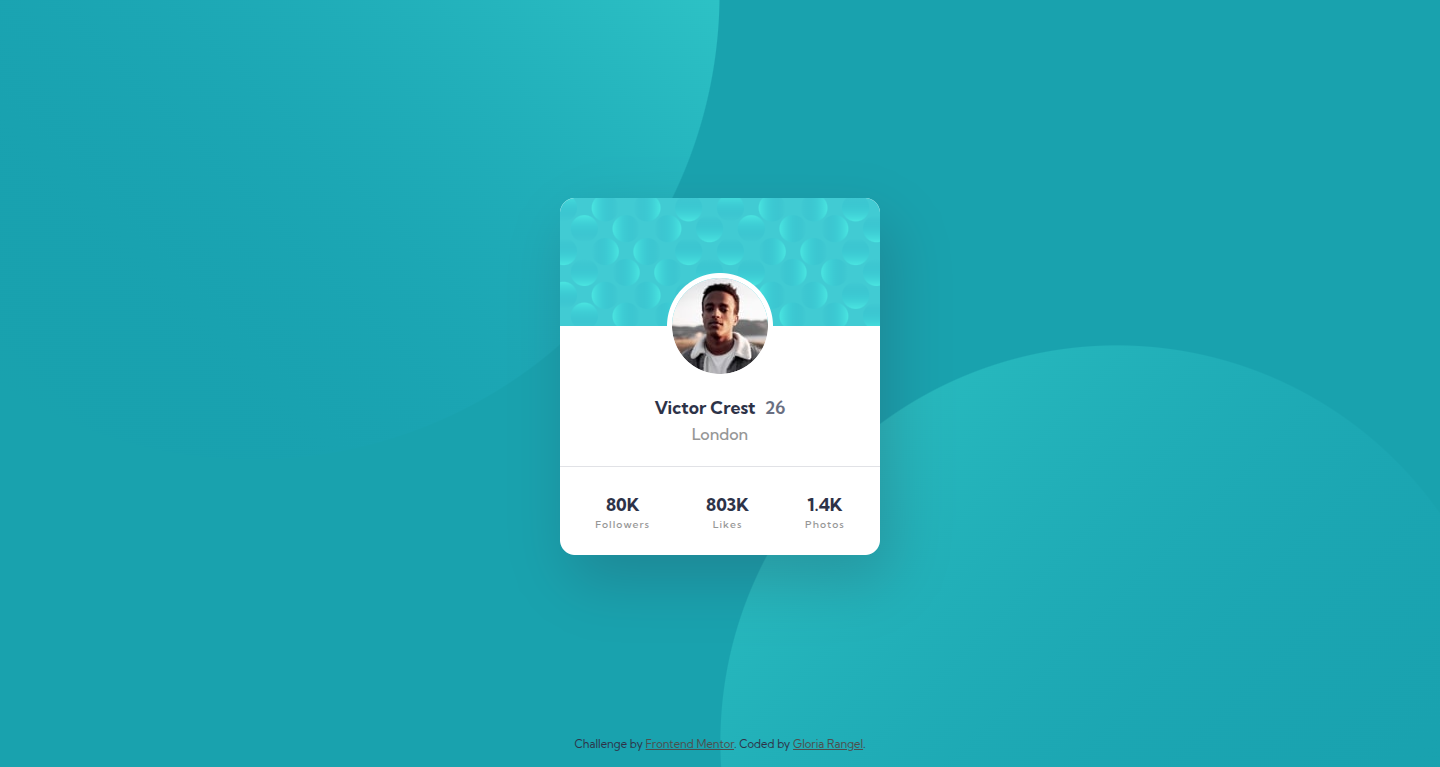 Victor Crest 26
London
80K 803K 1.4K
Followers Likes Photos
Challenge by Frontend Mentor. Coded by Gloria Rangel.